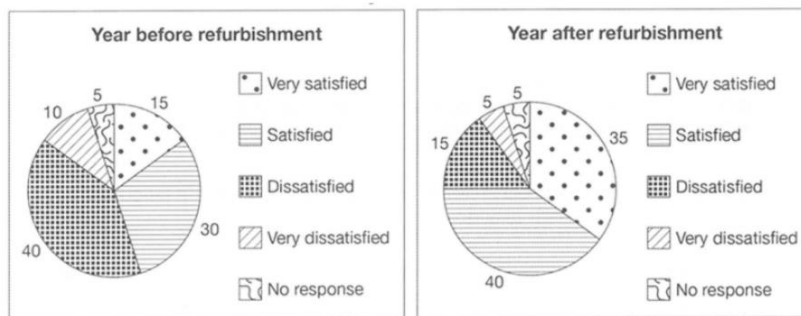 Year before refurbishment
5
10
15
30
40
Very satisfied
Satisfied
Dissatisfied
Very dissatisfied
No response
Year after refurbishment
5
5
15
35
40
Very satisfied
Satisfied
Dissatisfied
Very dissatisfied
No response